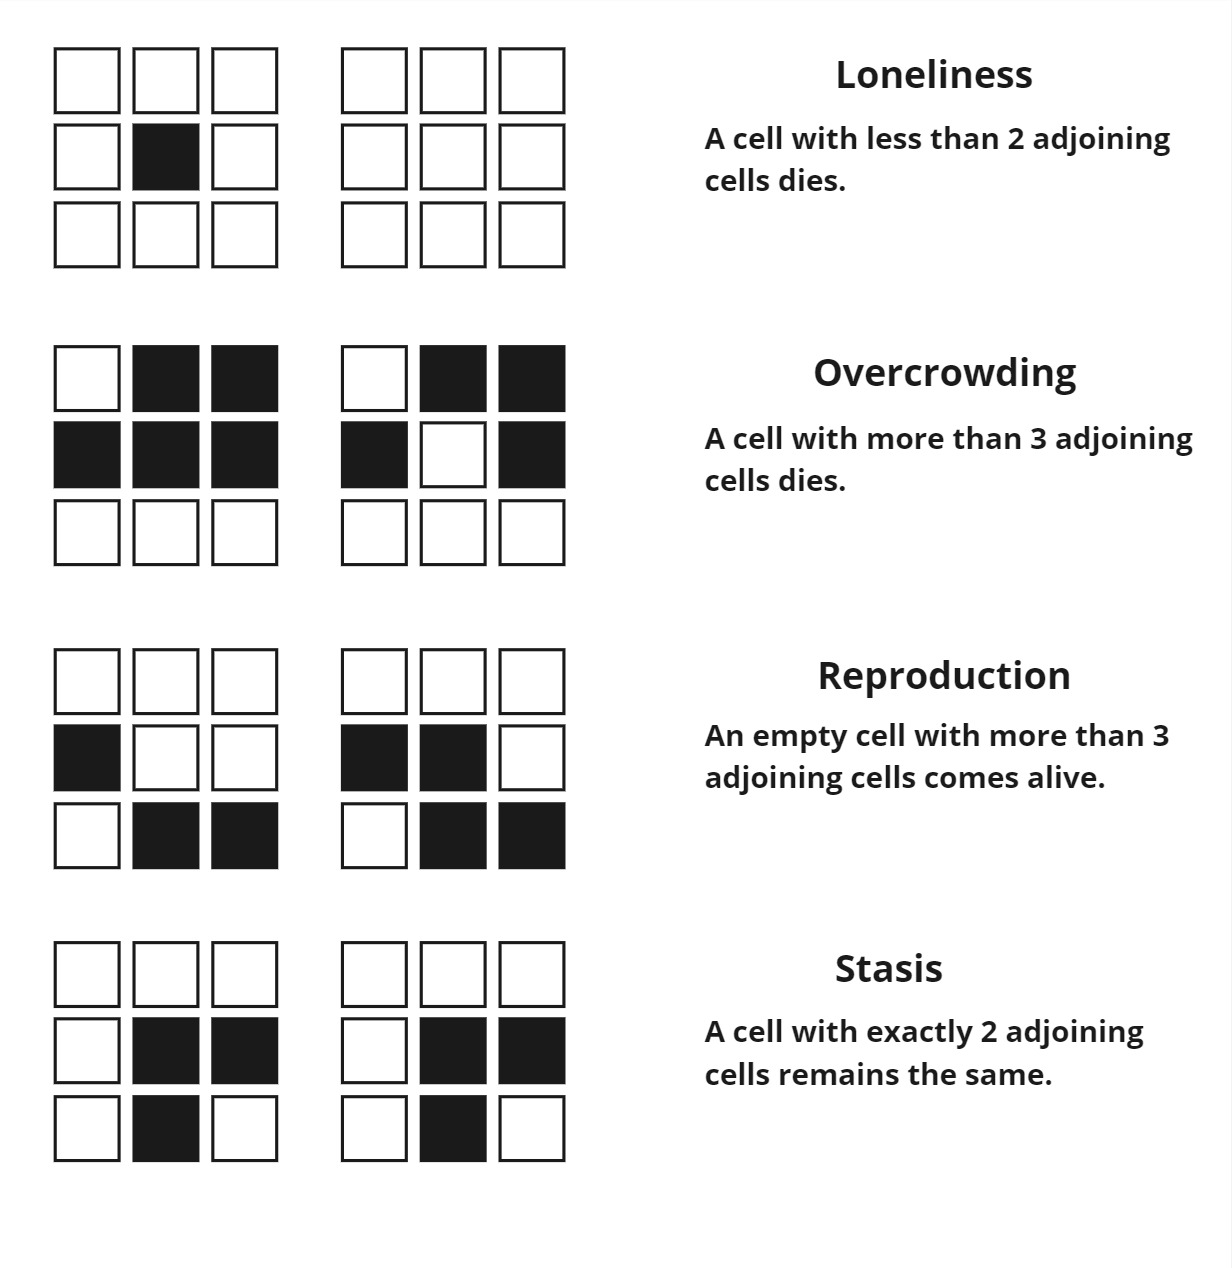 Loneliness
A cell with less than 2 adjoining
cells dies.
Overcrowding
A cell with more than 3 adjoining
cells dies.
Reproduction
An empty cell with more than 3
adjoining cells comes alive.
Stasis
A cell with exactly 2 adjoining
cells remains the same.